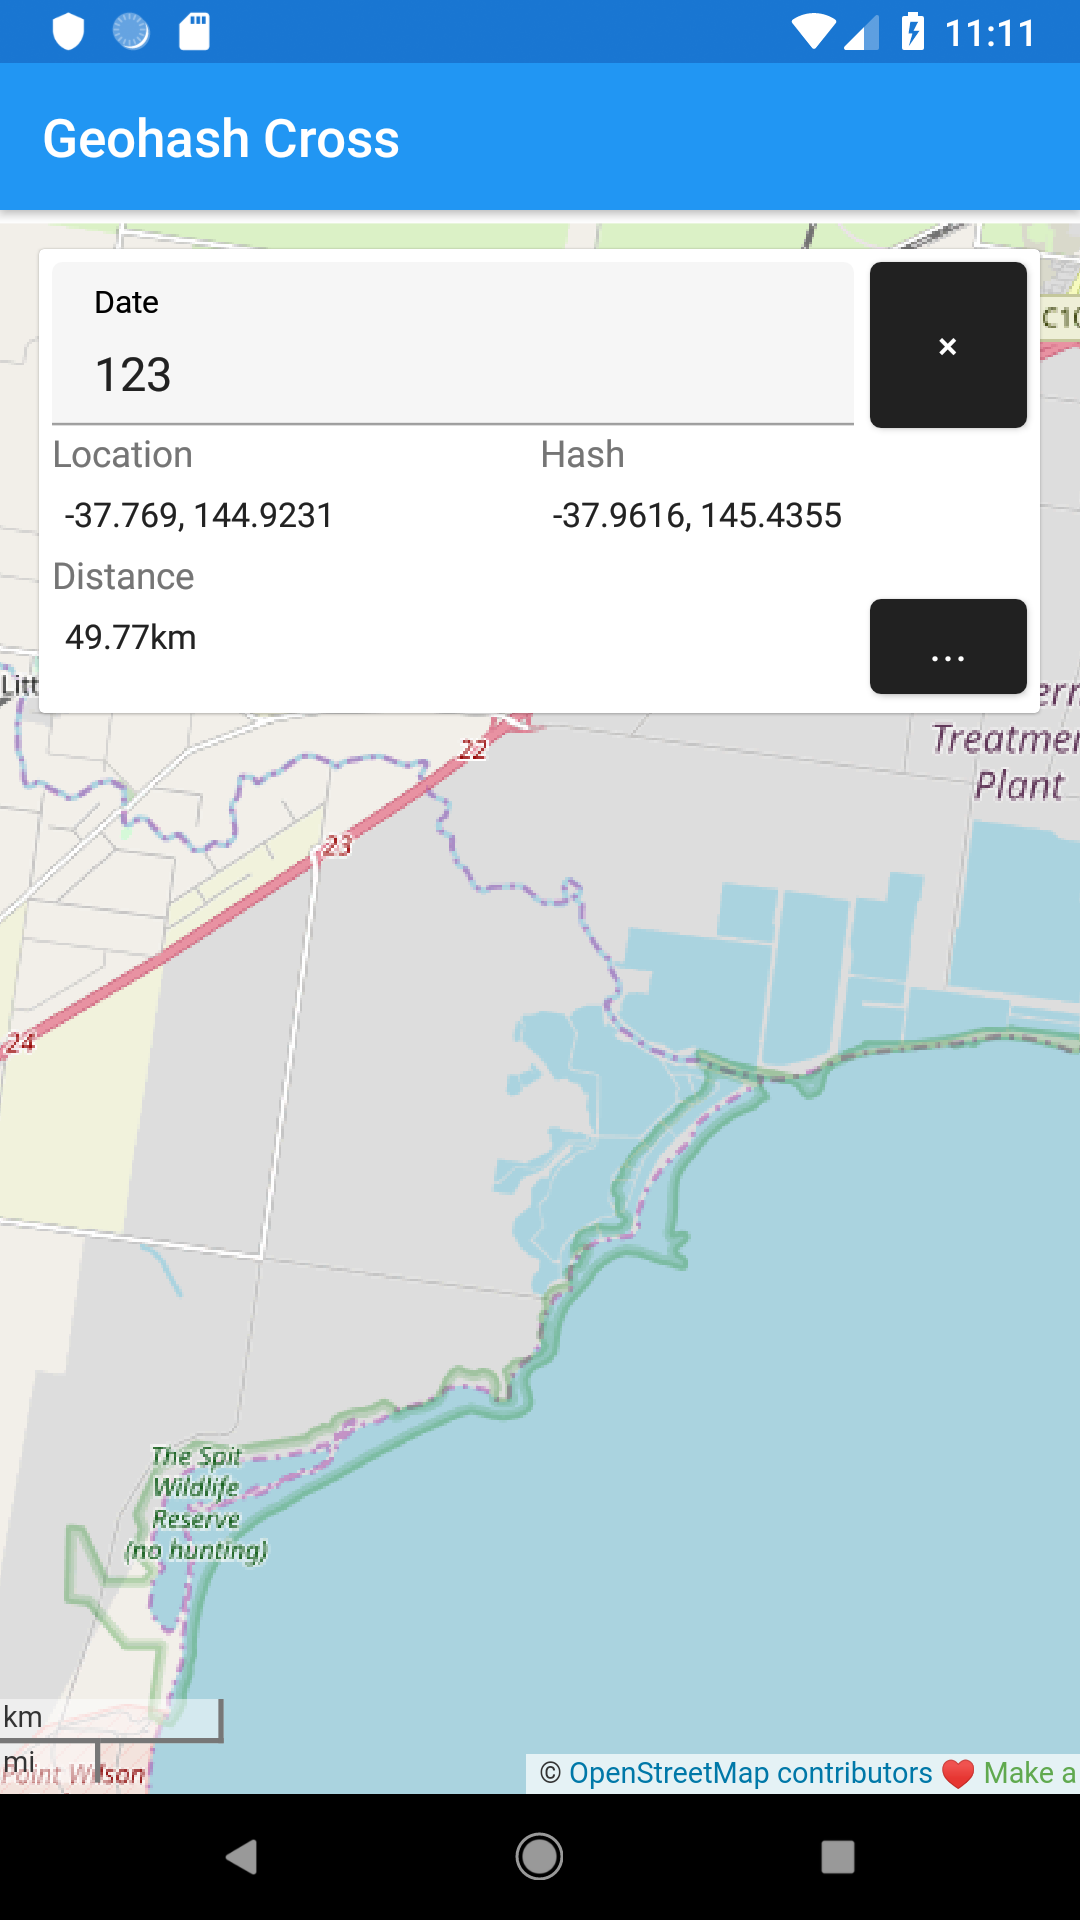 11:11
Geohash Cross
Date
123
×
Location
Hash
-37.769, 144.9231
-37.9616, 145.4355
Distance
49.77km
...
C10
Litt
ern
Treatmen
Plant
22
23
24
The Spit
Wildlife
Reserve
(no hunting)
km
mi
Point Wilson
© OpenStreetMap contributors ♥ Make a